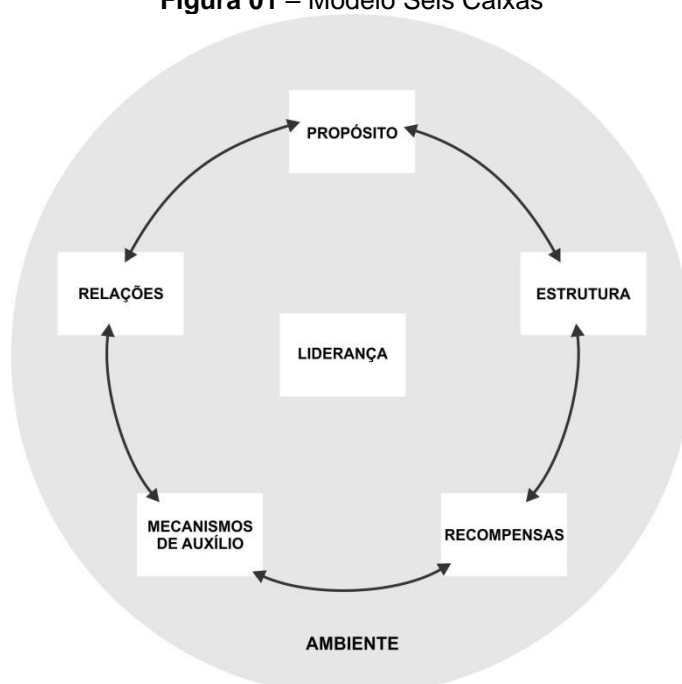 Figura 01 – Modelo Seis Caixas
PROPÓSITO
RELAÇÕES
ESTRUTURA
LIDERANÇA
MECANISMOS
DE AUXÍLIO
RECOMPENSAS
AMBIENTE